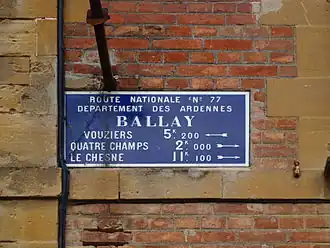 ROUTE NATIONALE N° 77
DEPARTEMENT DES ARDENNES
BALLAY
VOUZIERS 5K,200
QUATRE CHAMPS 2K,000
LE CHESNE 11K,100